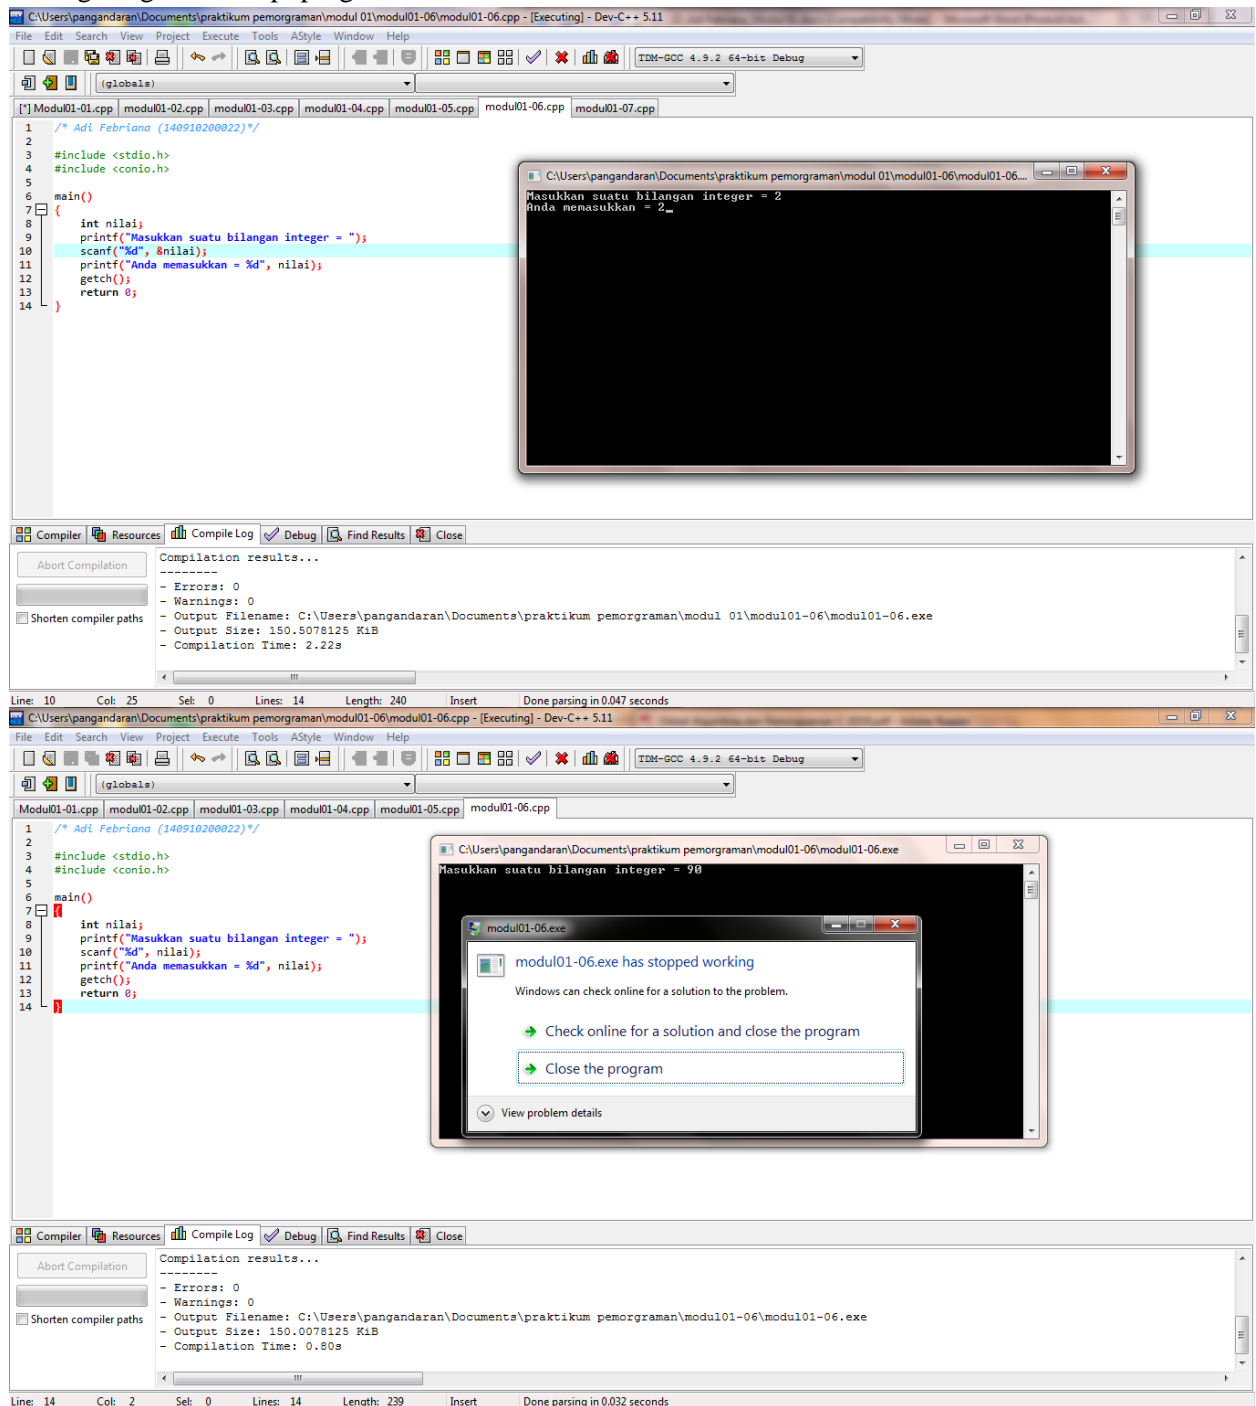 C:\Users\pangandaran\Documents\praktikum pemorgraman\modul 01\modul01-06\modul01-06.cpp - [Executing] - Dev-C++ 5.11
File Edit Search View Project Execute Tools AStyle Window Help
TDM-GCC 4.9.2 64-bit Debug
(globals)
[*] Modul01-01.cpp modul01-02.cpp modul01-03.cpp modul01-04.cpp modul01-05.cpp modul01-06.cpp modul01-07.cpp
1 /* Adi Febriana (140910200022)*/
2
3 #include <stdio.h>
4 #include <conio.h>
5
6 main()
7 {
8 int nilai;
9 printf("Masukkan suatu bilangan integer = ");
10 scanf("%d", &nilai);
11 printf("Anda memasukkan = %d", nilai);
12 getch();
13 return 0;
14 }
C:\Users\pangandaran\Documents\praktikum pemorgraman\modul 01\modul01-06\modul01-06....
Masukkan suatu bilangan integer = 2
Anda memasukkan = 2_
Compiler Resources Compile Log Debug Find Results Close
Abort Compilation
Shorten compiler paths
Compilation results...
--------
- Errors: 0
- Warnings: 0
- Output Filename: C:\Users\pangandaran\Documents\praktikum pemorgraman\modul 01\modul01-06\modul01-06.exe
- Output Size: 150.5078125 KiB
- Compilation Time: 2.22s
Line: 10 Col: 25 Sel: 0 Lines: 14 Length: 240 Insert Done parsing in 0.047 seconds
C:\Users\pangandaran\Documents\praktikum pemorgraman\modul01-06\modul01-06.cpp - [Executing] - Dev-C++ 5.11
File Edit Search View Project Execute Tools AStyle Window Help
TDM-GCC 4.9.2 64-bit Debug
(globals)
Modul01-01.cpp modul01-02.cpp modul01-03.cpp modul01-04.cpp modul01-05.cpp modul01-06.cpp
1 /* Adi Febriana (140910200022)*/
2
3 #include <stdio.h>
4 #include <conio.h>
5
6 main()
7 {
8 int nilai;
9 printf("Masukkan suatu bilangan integer = ");
10 scanf("%d", nilai);
11 printf("Anda memasukkan = %d", nilai);
12 getch();
13 return 0;
14 }
C:\Users\pangandaran\Documents\praktikum pemorgraman\modul01-06\modul01-06.exe
Masukkan suatu bilangan integer = 90
modul01-06.exe
modul01-06.exe has stopped working
Windows can check online for a solution to the problem.
Check online for a solution and close the program
Close the program
View problem details
Compiler Resources Compile Log Debug Find Results Close
Abort Compilation
Shorten compiler paths
Compilation results...
--------
- Errors: 0
- Warnings: 0
- Output Filename: C:\Users\pangandaran\Documents\praktikum pemorgraman\modul01-06\modul01-06.exe
- Output Size: 150.0078125 KiB
- Compilation Time: 0.80s
Line: 14 Col: 2 Sel: 0 Lines: 14 Length: 239 Insert Done parsing in 0.032 seconds